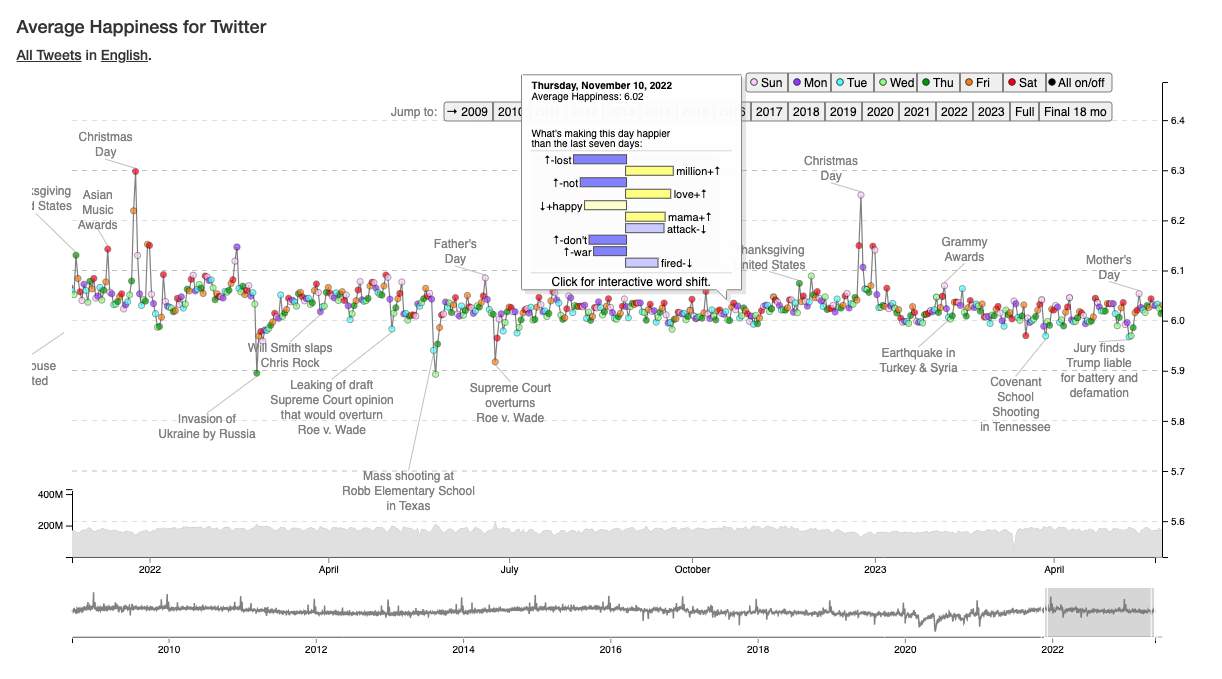 Average Happiness for Twitter
All Tweets in English.
Thursday, November 10, 2022
Average Happiness: 6.02
What's making this day happier
than the last seven days:
↑-lost
million+↑
↑-not
love+↑
↓+happy
mama+↑
attack-↓
↑-don't
↑-war
fired-↓
Click for interactive word shift.
Sun Mon Tue Wed Thu Fri Sat All on/off
Jump to: → 2009 2010 2017 2018 2019 2020 2021 2022 2023 Full Final 18 mo
6.4
6.3
6.2
6.1
6.0
5.9
5.8
5.7
5.6
Christmas
Day
ksgiving
d States
Asian
Music
Awards
ouse
ted
Invasion of
Ukraine by Russia
Will Smith slaps
Chris Rock
Leaking of draft
Supreme Court opinion
that would overturn
Roe v. Wade
Mass shooting at
Robb Elementary School
in Texas
Father's
Day
Supreme Court
overturns
Roe v. Wade
hanksgiving
nited States
Christmas
Day
Grammy
Awards
Earthquake in
Turkey & Syria
Covenant
School
Shooting
in Tennessee
Mother's
Day
Jury finds
Trump liable
for battery and
defamation
400M
200M
2022 April July October 2023 April
2010 2012 2014 2016 2018 2020 2022